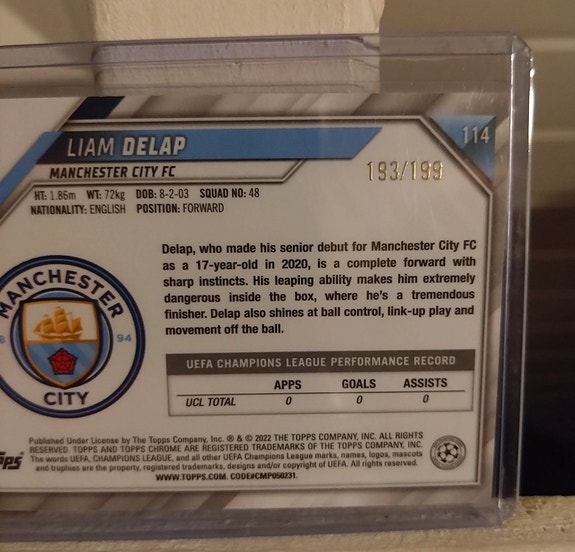 114
LIAM DELAP
193/199
MANCHESTER CITY FC
HT: 1.86m WT: 72kg DOB: 8-2-03 SQUAD NO: 48
NATIONALITY: ENGLISH POSITION: FORWARD
Delap, who made his senior debut for Manchester City FC
as a 17-year-old in 2020, is a complete forward with
sharp instincts. His leaping ability makes him extremely
dangerous inside the box, where he's a tremendous
finisher. Delap also shines at ball control, link-up play and
movement off the ball.
MANCHESTER
8 94
CITY
UEFA CHAMPIONS LEAGUE PERFORMANCE RECORD
APPS GOALS ASSISTS
UCL TOTAL 0 0 0
Published Under License by The Topps Company, Inc. ® & © 2022 THE TOPPS COMPANY, INC. ALL RIGHTS
RESERVED. TOPPS AND TOPPS CHROME ARE REGISTERED TRADEMARKS OF THE TOPPS COMPANY, INC.
The words UEFA, CHAMPIONS LEAGUE, and all other UEFA Champions League marks, names, logos, mascots
and trophies are the property, registered trademarks, designs and/or copyright of UEFA. All rights reserved.
WWW.TOPPS.COM. CODE#CMP050231.
pps